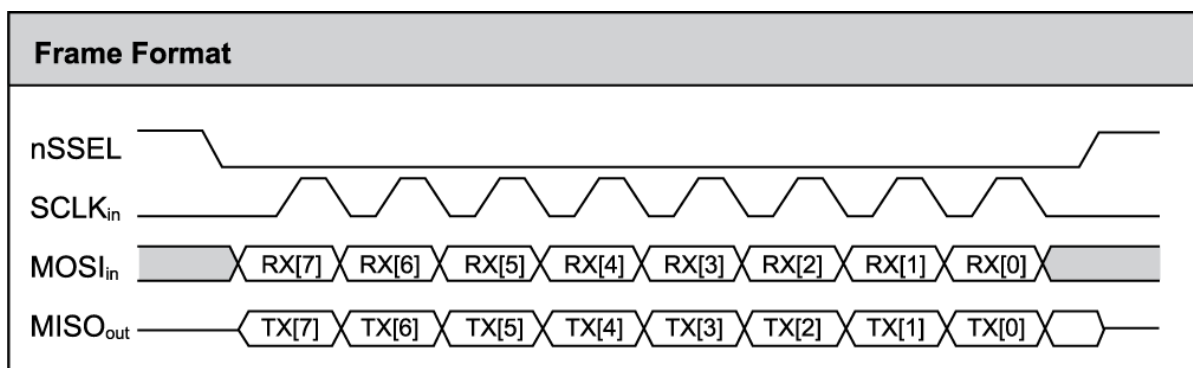 Frame Format
nSSEL
SCLKin
MOSIin RX[7] RX[6] RX[5] RX[4] RX[3] RX[2] RX[1] RX[0]
MISOout TX[7] TX[6] TX[5] TX[4] TX[3] TX[2] TX[1] TX[0]